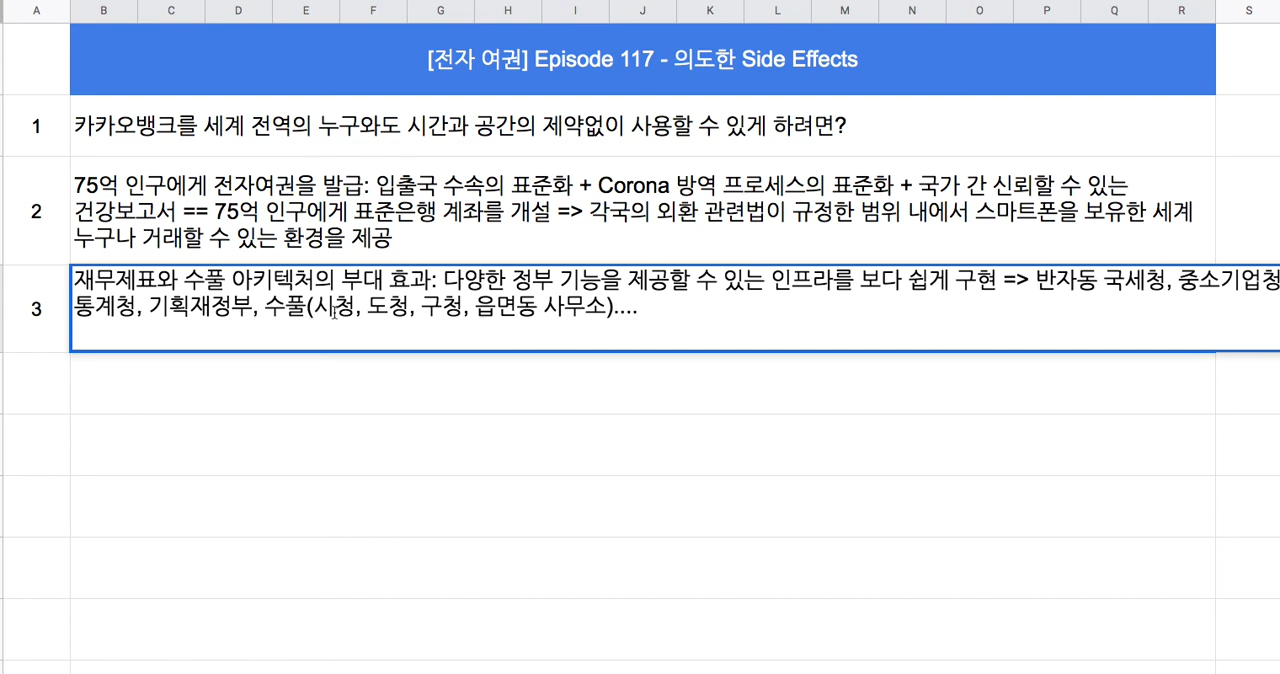 A B C D E F G H I J K L M N O P Q R S
[전자 여권] Episode 117 - 의도한 Side Effects
1 카카오뱅크를 세계 전역의 누구와도 시간과 공간의 제약없이 사용할 수 있게 하려면?
75억 인구에게 전자여권을 발급: 입출국 수속의 표준화 + Corona 방역 프로세스의 표준화 + 국가 간 신뢰할 수 있는
2 건강보고서 == 75억 인구에게 표준은행 계좌를 개설 => 각국의 외환 관련법이 규정한 범위 내에서 스마트폰을 보유한 세계
누구나 거래할 수 있는 환경을 제공
재무제표와 수풀 아키텍처의 부대 효과: 다양한 정부 기능을 제공할 수 있는 인프라를 보다 쉽게 구현 => 반자동 국세청, 중소기업청
3 통계청, 기획재정부, 수풀(시청, 도청, 구청, 읍면동 사무소)....